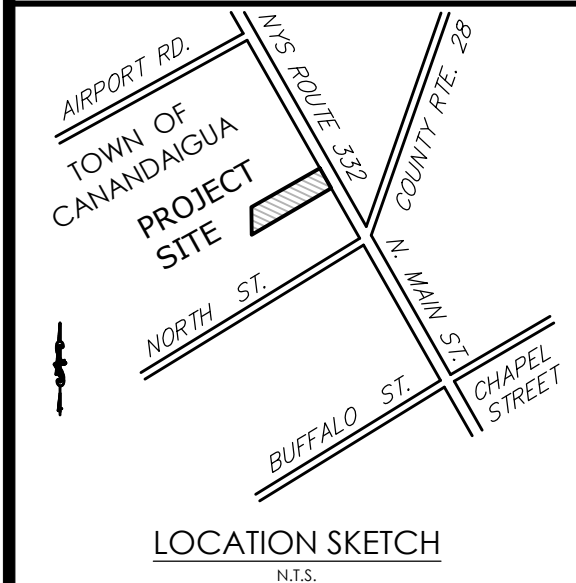 AIRPORT RD.
NYS ROUTE 332
COUNTY RTE. 28
TOWN OF
CANANDAIGUA
PROJECT
SITE
NORTH ST.
N. MAIN ST.
BUFFALO ST.
CHAPEL
STREET
LOCATION SKETCH
N.T.S.